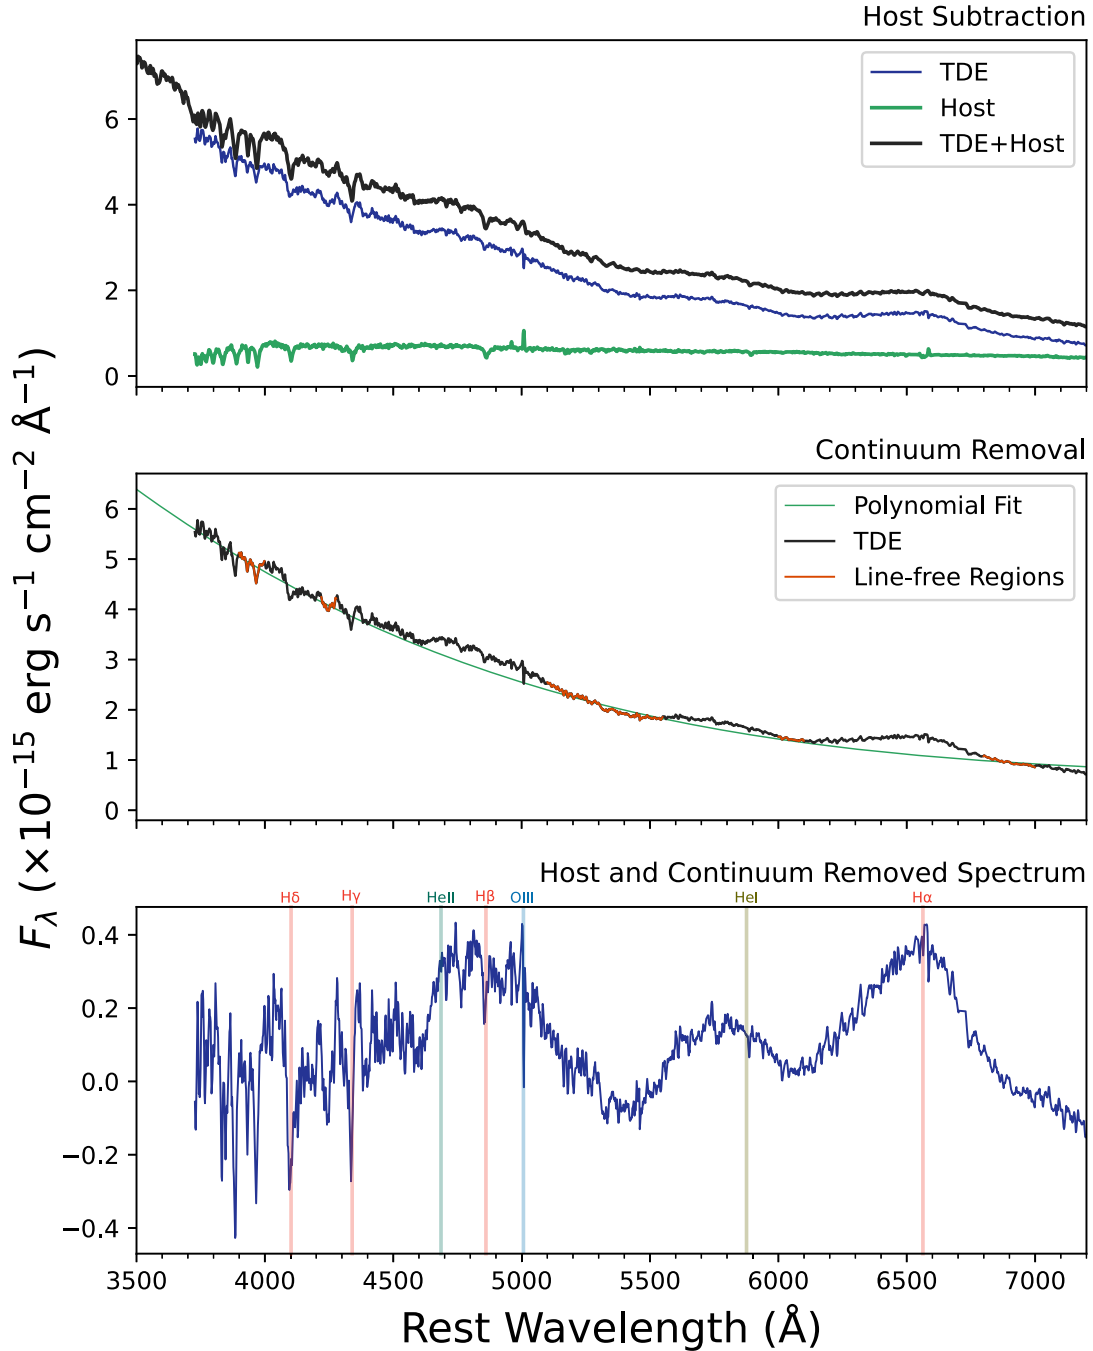 Host Subtraction
TDE
Host
TDE+Host
6
4
2
0
Continuum Removal
Polynomial Fit
TDE
Line-free Regions
6
5
4
3
2
1
0
Host and Continuum Removed Spectrum
Hδ
Hγ
HeII
Hβ
OIII
HeI
Hα
0.4
0.2
0.0
−0.2
−0.4
3500 4000 4500 5000 5500 6000 6500 7000
Rest Wavelength (Å)
Fλ (×10⁻¹⁵ erg s⁻¹ cm⁻² Å⁻¹)